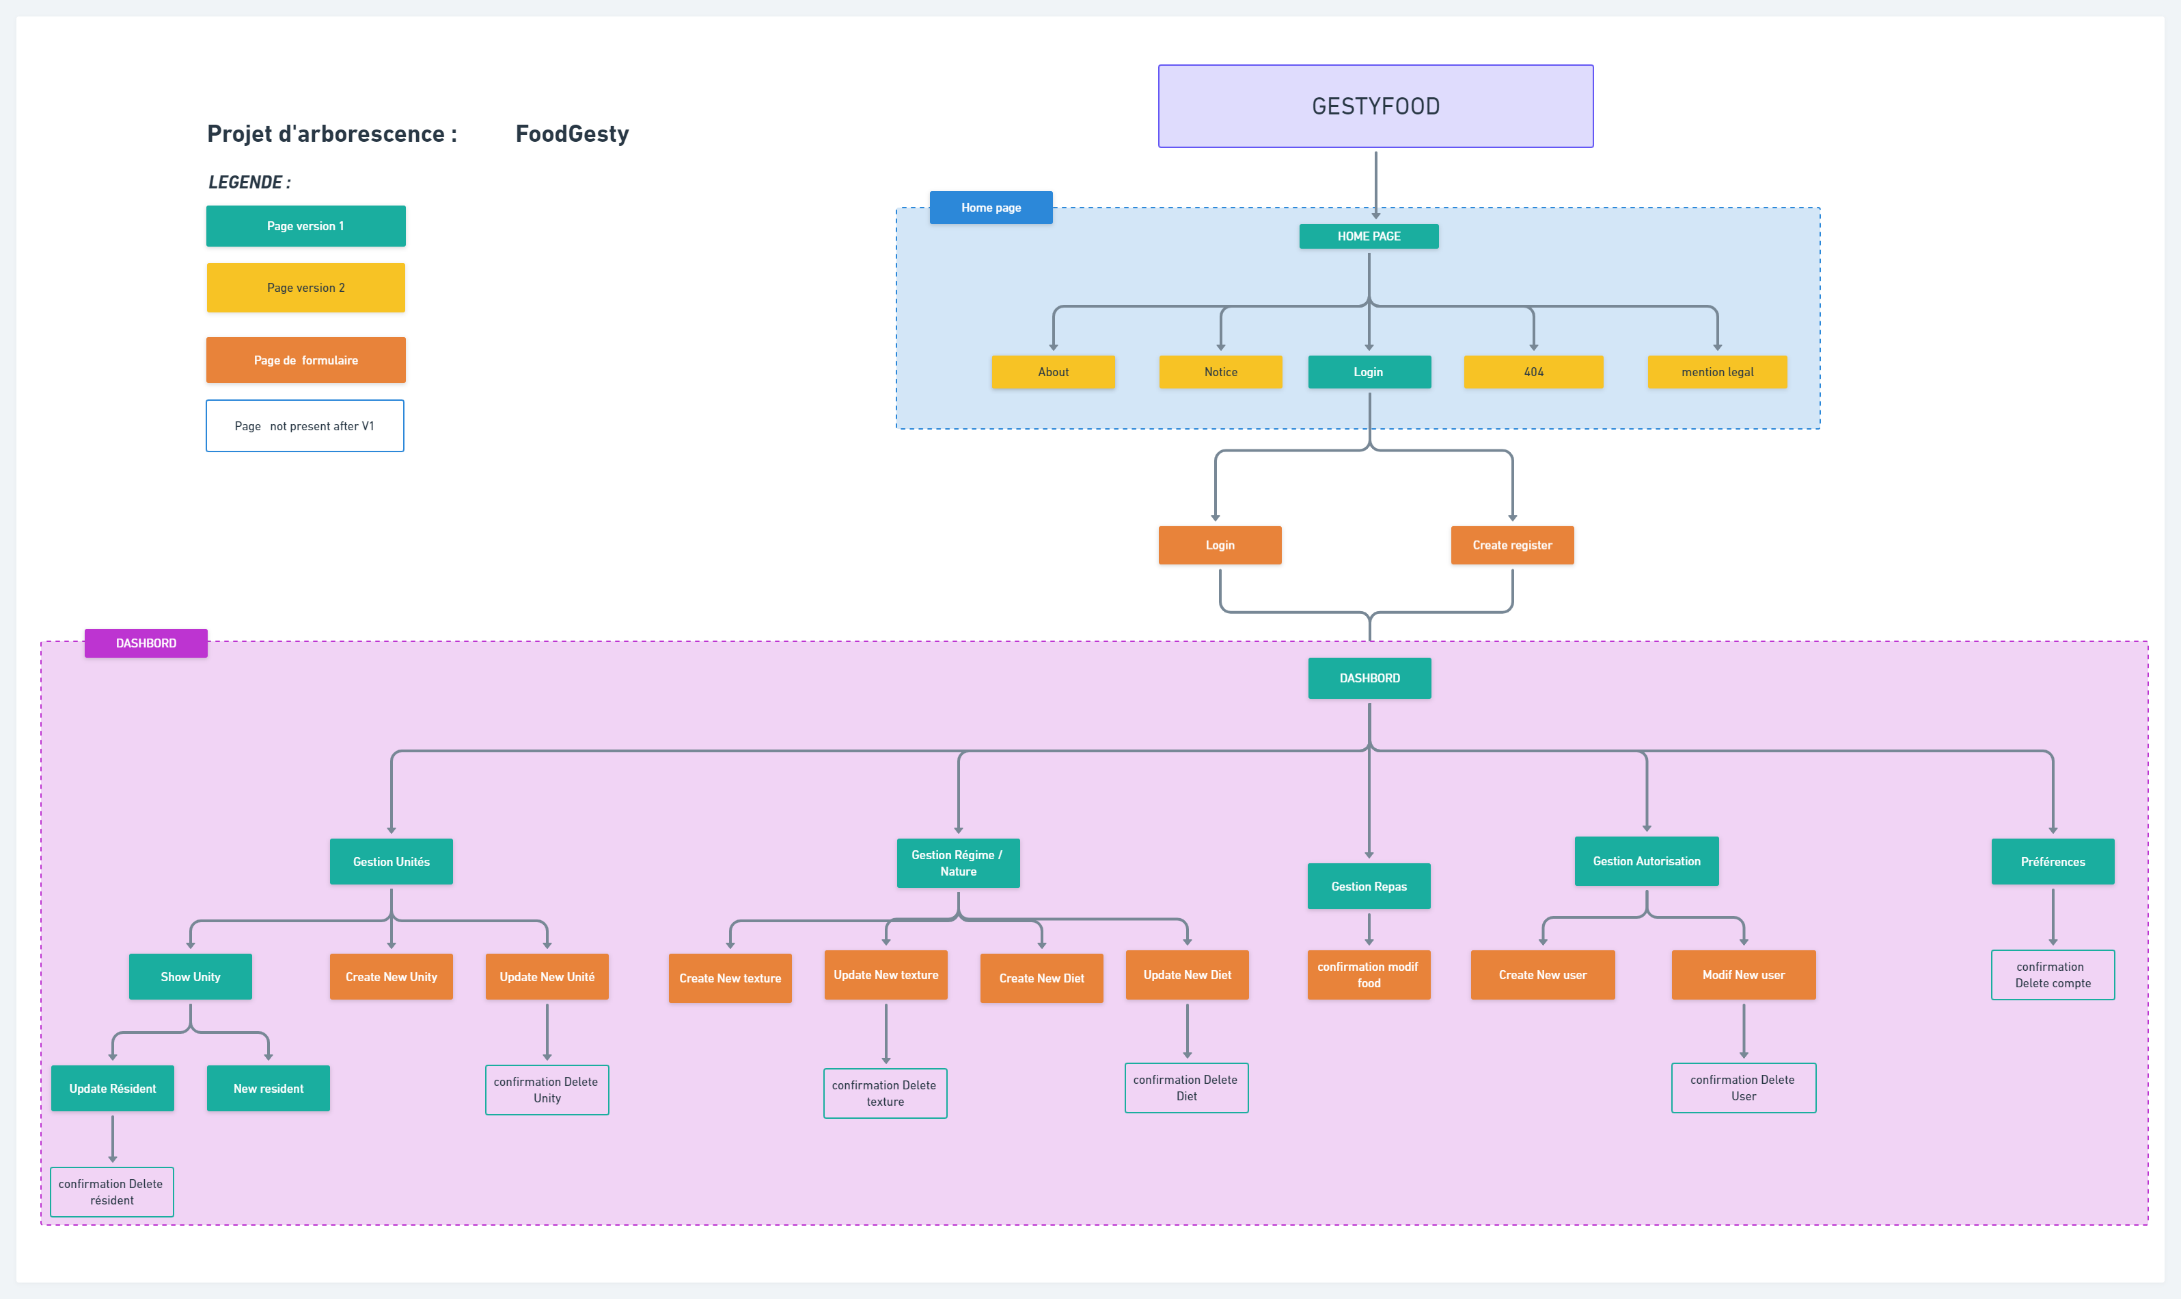 GESTYFOOD
Projet d'arborescence : FoodGesty
LEGENDE :
Page version 1
Page version 2
Page de formulaire
Page not present after V1
Home page
HOME PAGE
About
Notice
Login
404
mention legal
Login
Create register
DASHBORD
DASHBORD
Gestion Unités
Gestion Régime /
Nature
Gestion Repas
Gestion Autorisation
Préférences
Show Unity
Create New Unity
Update New Unité
Create New texture
Update New texture
Create New Diet
Update New Diet
confirmation modif
food
Create New user
Modif New user
confirmation
Delete compte
Update Résident
New resident
confirmation Delete
Unity
confirmation Delete
texture
confirmation Delete
Diet
confirmation Delete
User
confirmation Delete
résident